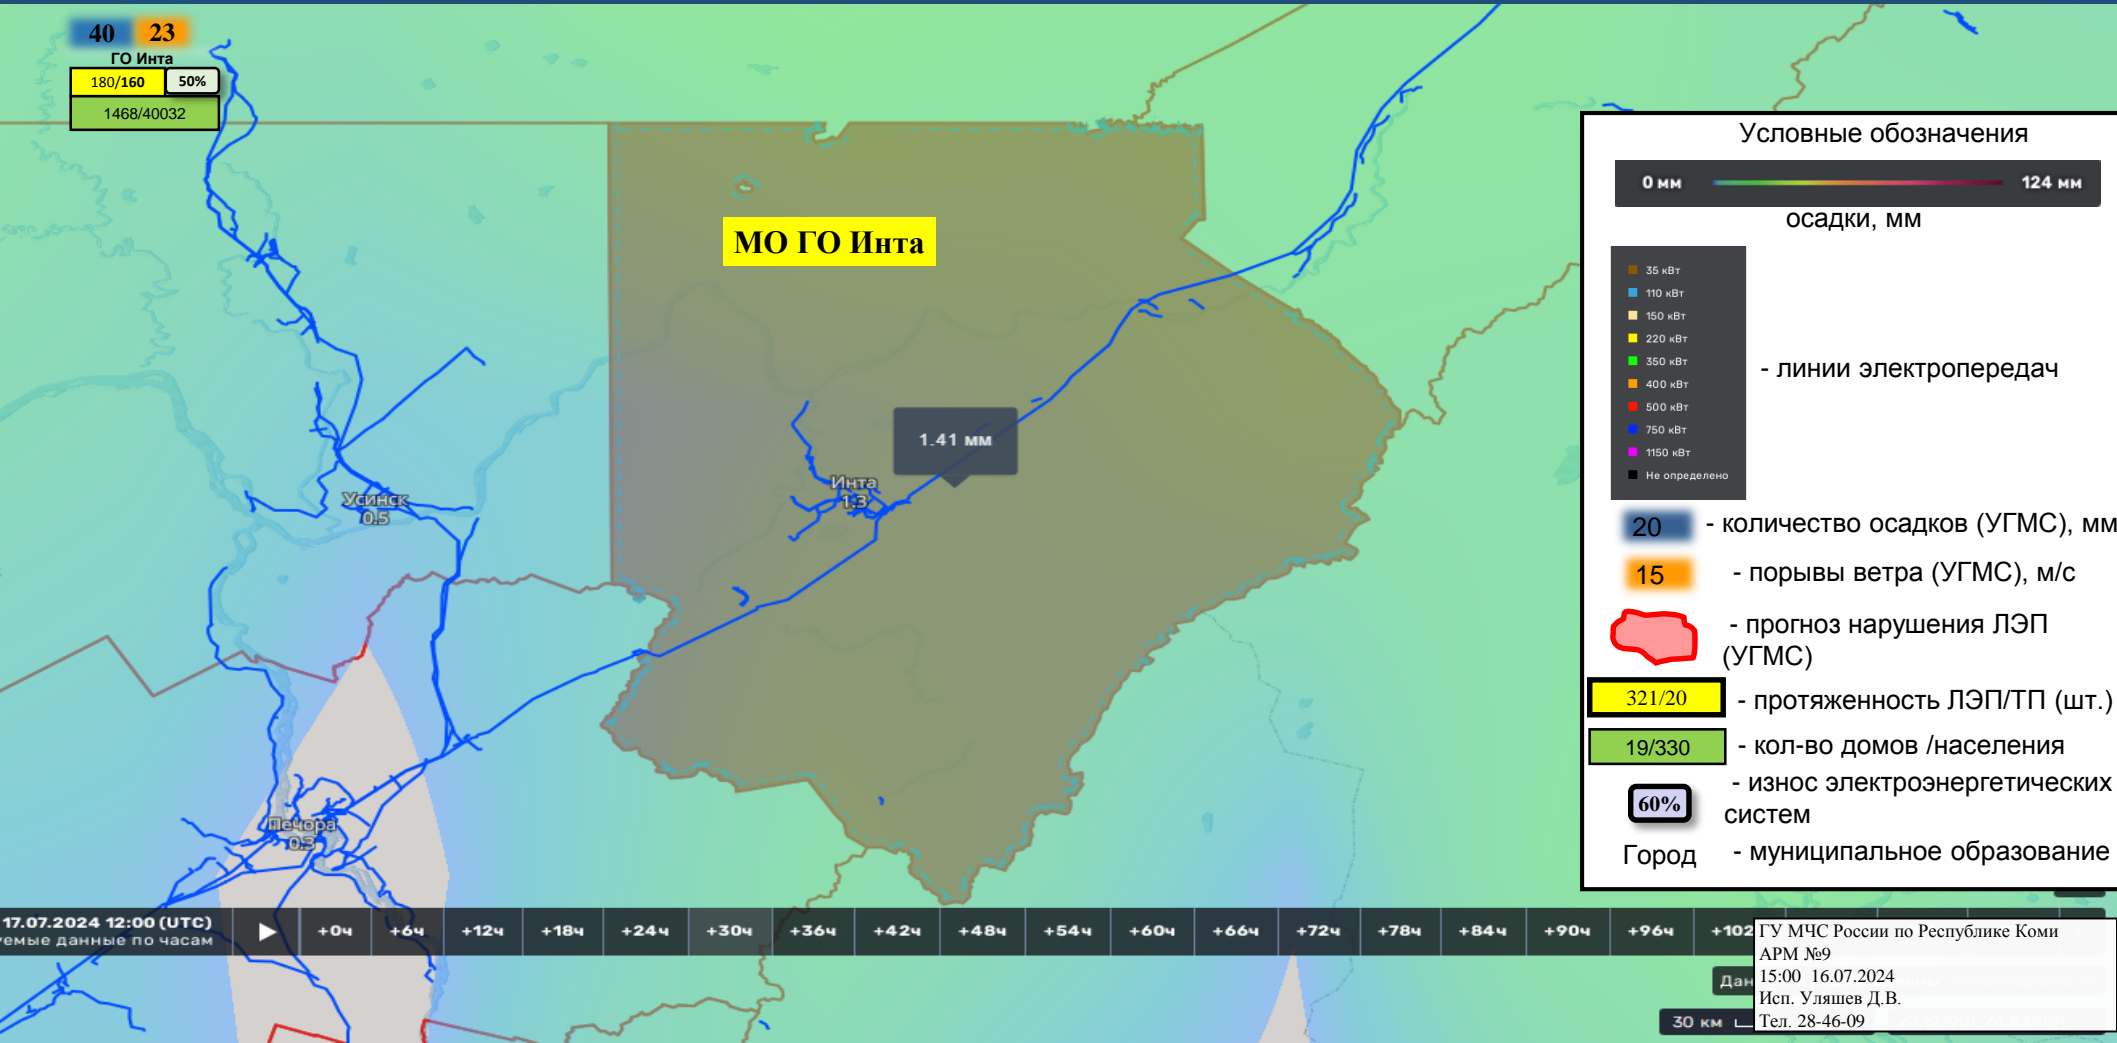 40 23
ГО Инта
180/160 50%
1468/40032
МО ГО Инта
1.41 мм
Инта
1.3
Усинск
0.5
Печора
0.3
Условные обозначения
0 мм 124 мм
осадки, мм
35 кВт
110 кВт
150 кВт
220 кВт
350 кВт
400 кВт
500 кВт
750 кВт
1150 кВт
Не определено
- линии электропередач
20 - количество осадков (УГМС), мм
15 - порывы ветра (УГМС), м/с
- прогноз нарушения ЛЭП
(УГМС)
321/20 - протяженность ЛЭП/ТП (шт.)
19/330 - кол-во домов /населения
- износ электроэнергетических
60% систем
Город - муниципальное образование
17.07.2024 12:00 (UTC)
данные по часам
+0ч +6ч +12ч +18ч +24ч +30ч +36ч +42ч +48ч +54ч +60ч +66ч +72ч +78ч +84ч +90ч +96ч +102
ГУ МЧС России по Республике Коми
АРМ №9
15:00 16.07.2024
Исп. Уляшев Д.В.
Тел. 28-46-09
Дан
30 км